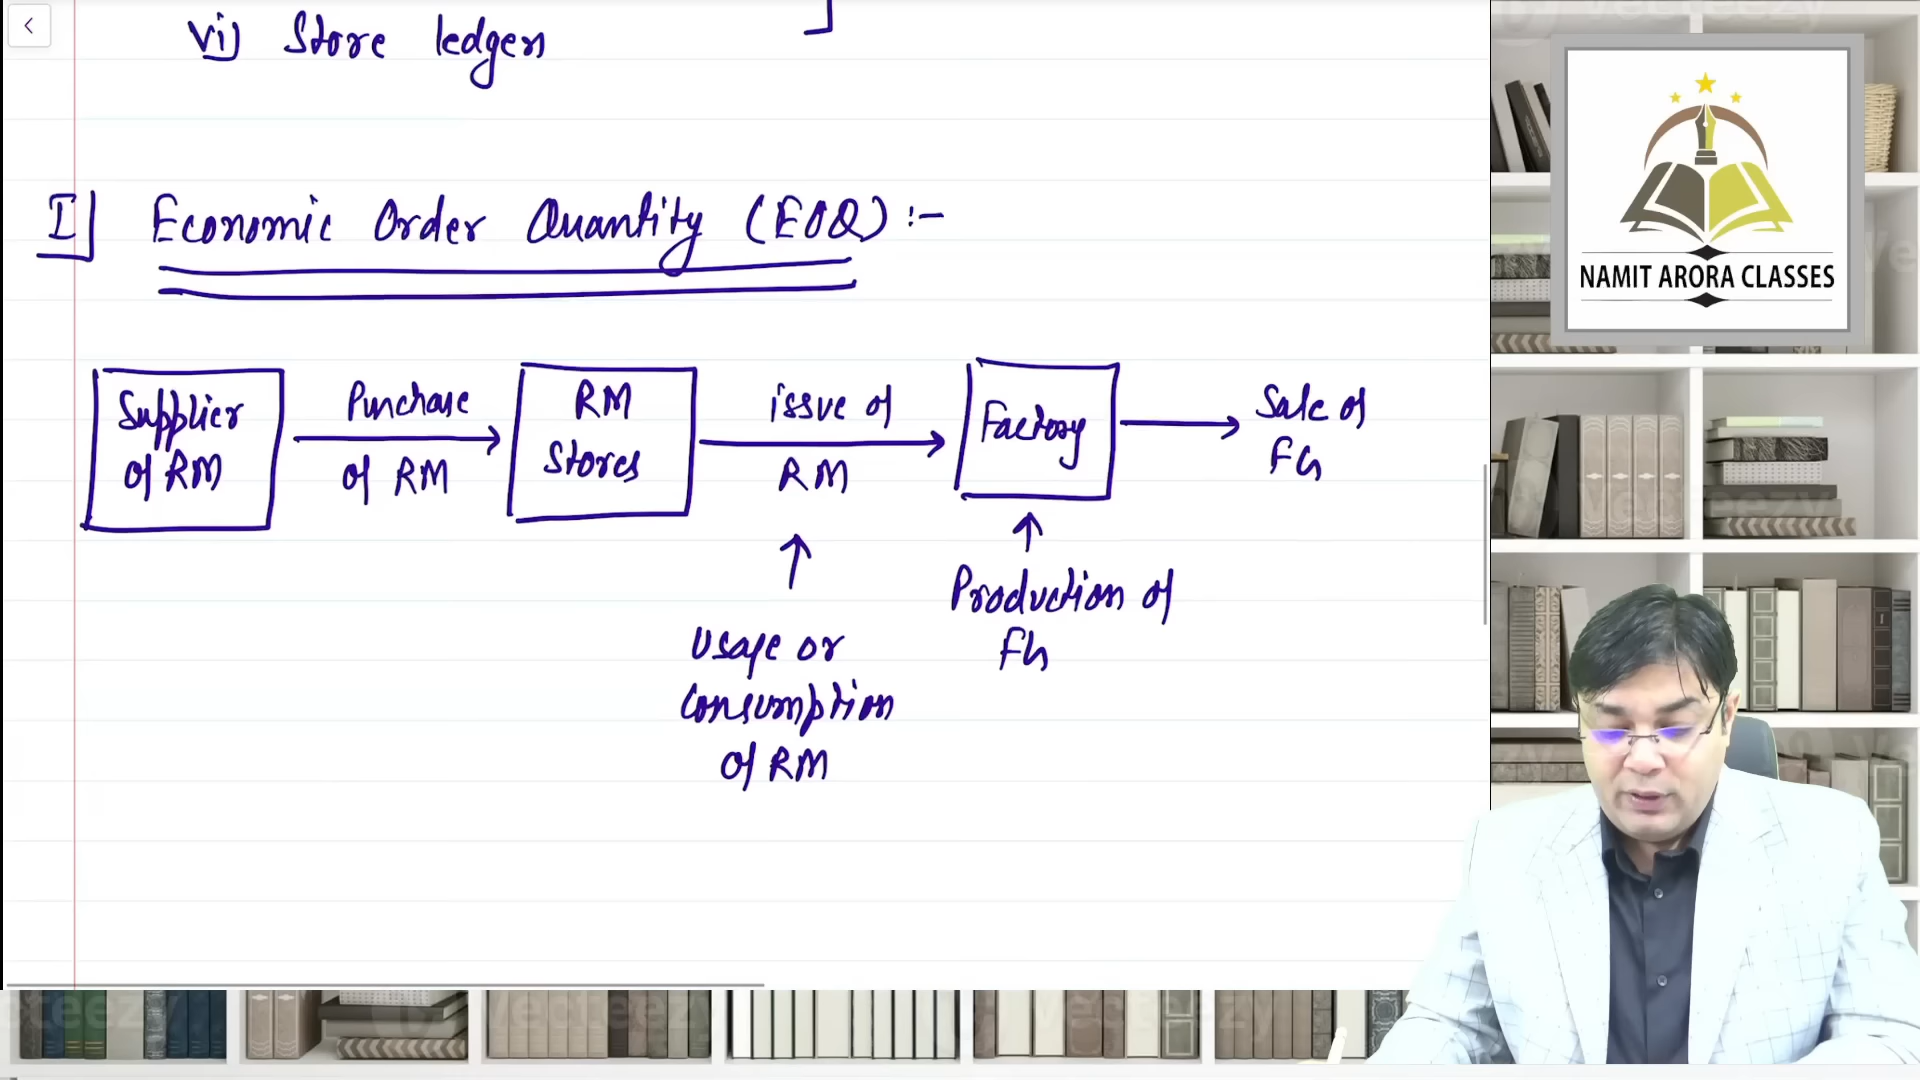 vi) Store ledger
I] Economic Order Quantity (EOQ) :-
Supplier
of RM
Purchase
of RM
RM
Stores
issue of
RM
Factory
Sale of
FG
Usage or
Consumption
of RM
Production of
FG
NAMIT ARORA CLASSES